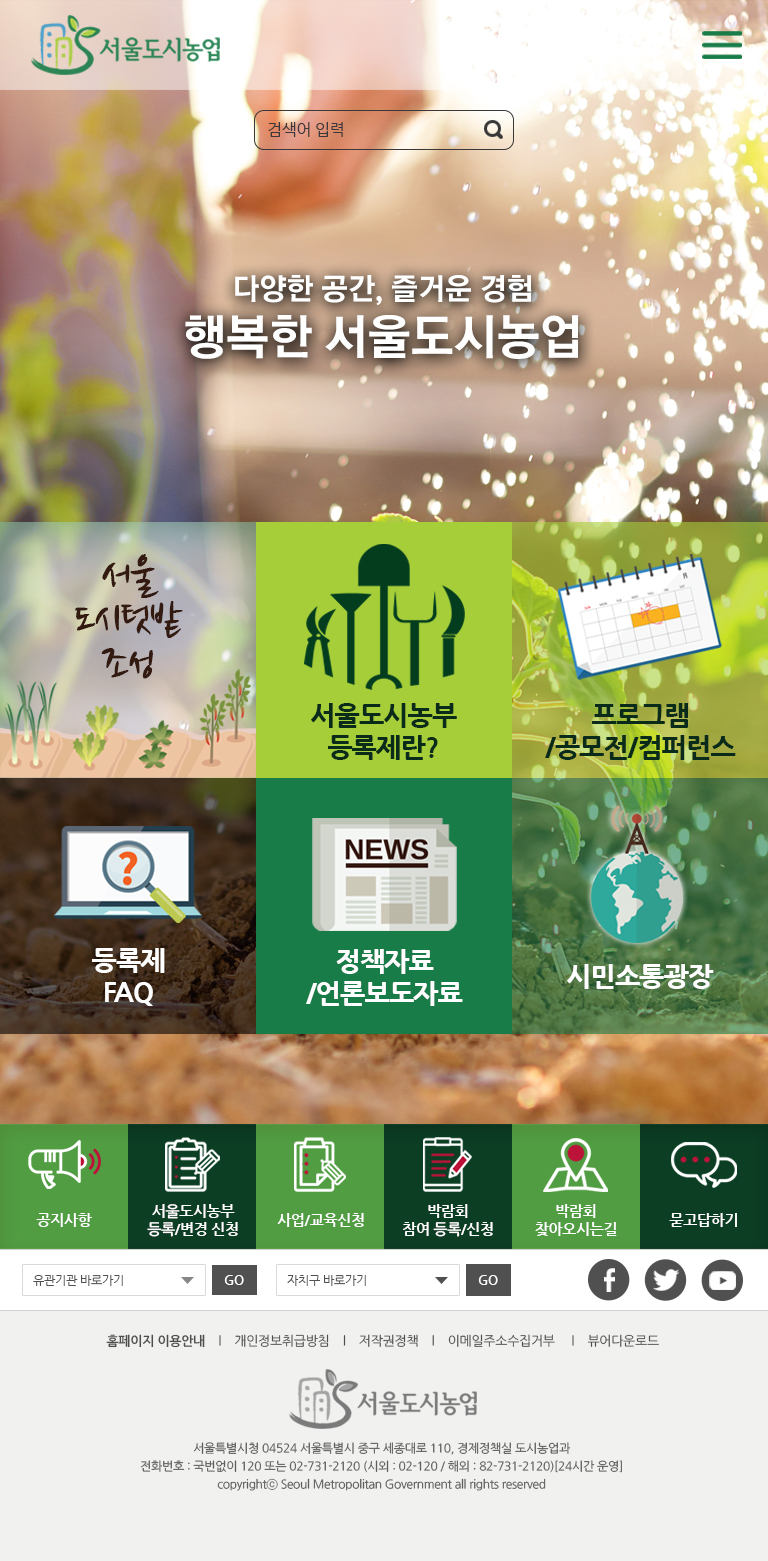 서울도시농업
검색어 입력
다양한 공간, 즐거운 경험
행복한 서울도시농업
서울
도시텃밭
조성
서울도시농부
등록제란?
프로그램
/공모전/컴퍼런스
등록제
FAQ
NEWS
정책자료
/언론보도자료
시민소통광장
공지사항
서울도시농부
등록/변경 신청
사업/교육신청
박람회
참여 등록/신청
박람회
찾아오시는길
묻고답하기
유관기관 바로가기 GO 자치구 바로가기 GO
홈페이지 이용안내 | 개인정보취급방침 | 저작권정책 | 이메일주소수집거부 | 뷰어다운로드
서울도시농업
서울특별시청 04524 서울특별시 중구 세종대로 110, 경제정책실 도시농업과
전화번호 : 국번없이 120 또는 02-731-2120 (시외 : 02-120 / 해외 : 82-731-2120)[24시간 운영]
copyrightⓒ Seoul Metropolitan Government all rights reserved